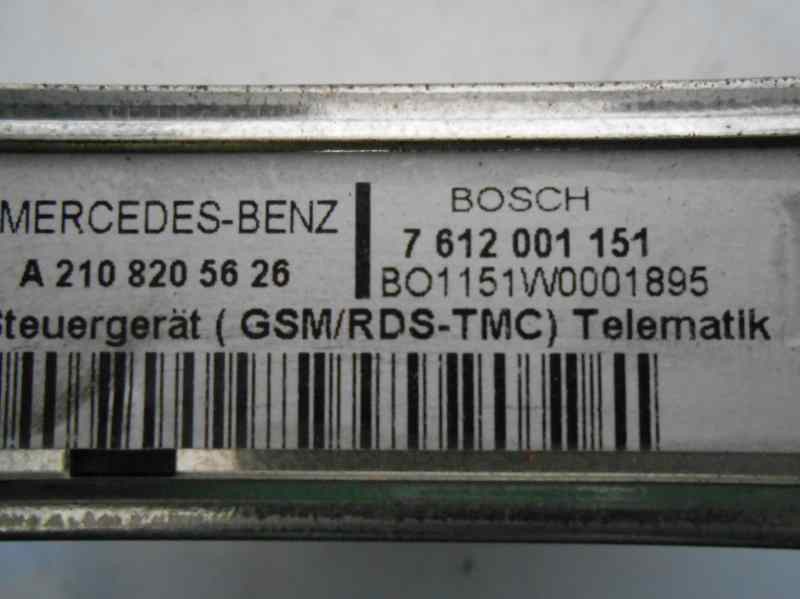 MERCEDES-BENZ
A 210 820 56 26
BOSCH
7 612 001 151
BO1151W0001895
Steuergerät ( GSM/RDS-TMC) Telematik